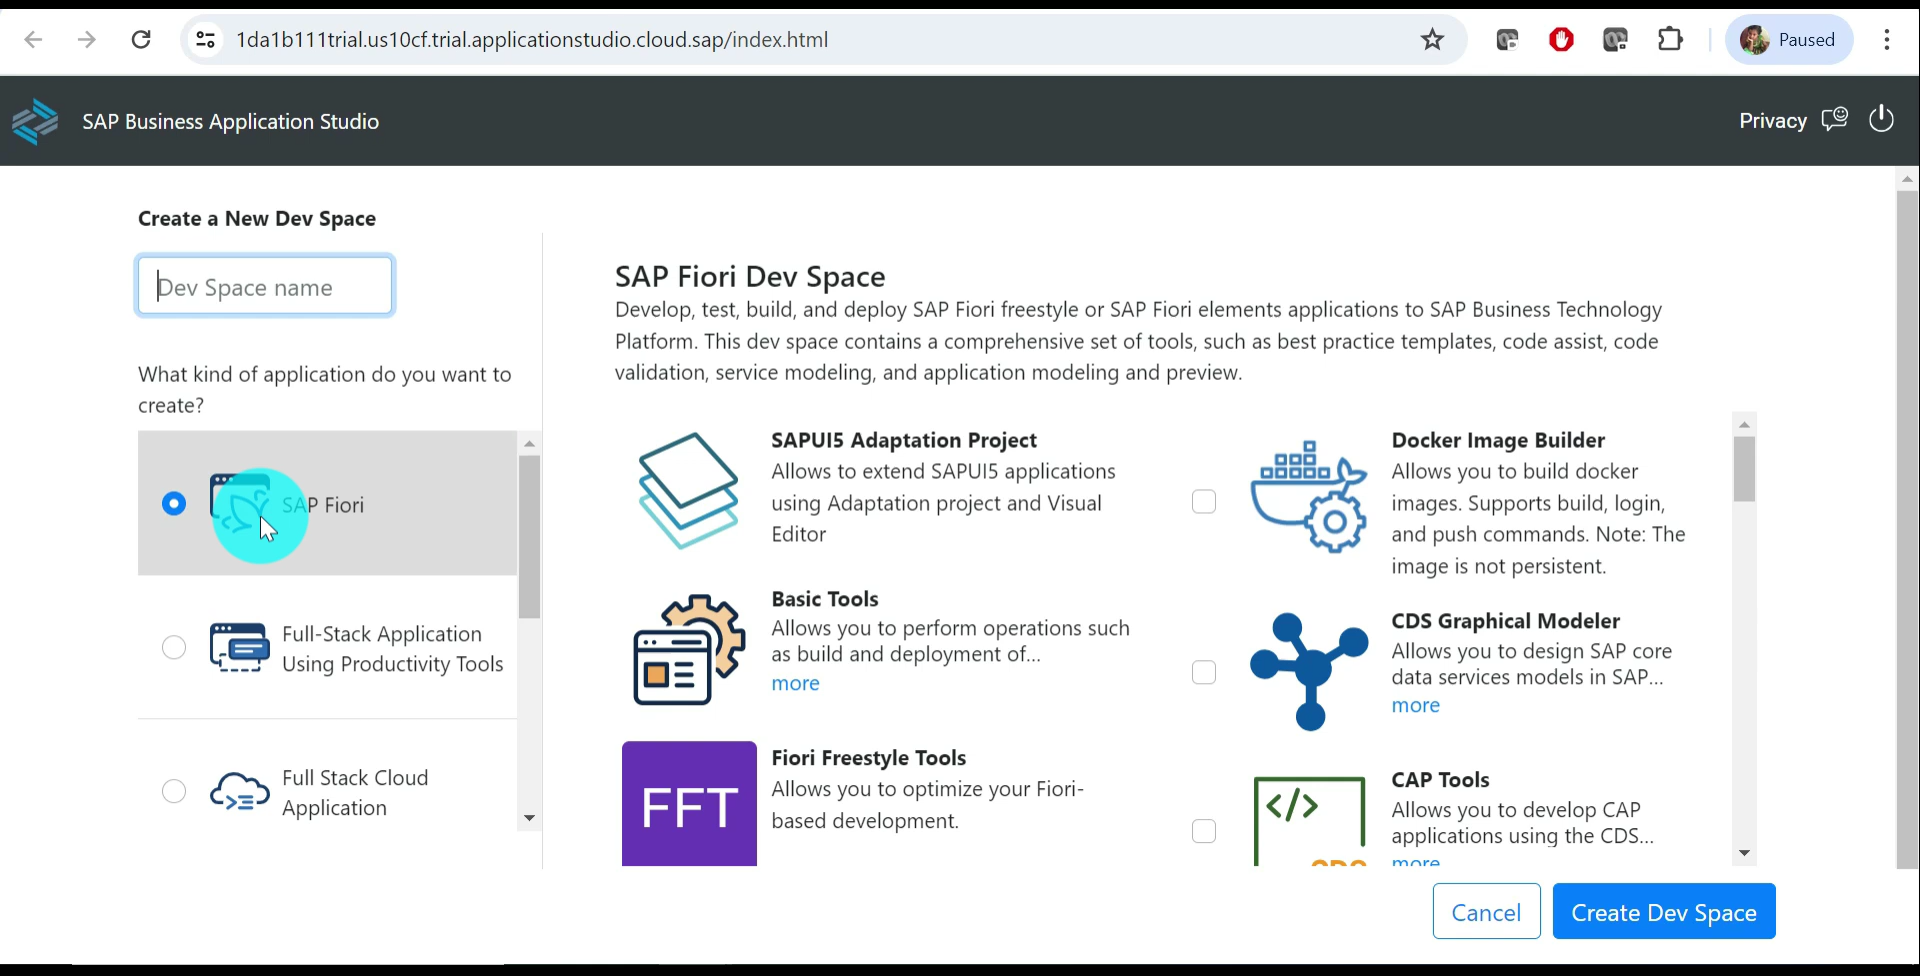 1da1b111trial.us10cf.trial.applicationstudio.cloud.sap/index.html
Paused
SAP Business Application Studio
Privacy
Create a New Dev Space
Dev Space name
What kind of application do you want to
create?
SAP Fiori
Full-Stack Application
Using Productivity Tools
Full Stack Cloud
Application
SAP Fiori Dev Space
Develop, test, build, and deploy SAP Fiori freestyle or SAP Fiori elements applications to SAP Business Technology
Platform. This dev space contains a comprehensive set of tools, such as best practice templates, code assist, code
validation, service modeling, and application modeling and preview.
SAPUI5 Adaptation Project
Allows to extend SAPUI5 applications
using Adaptation project and Visual
Editor
Basic Tools
Allows you to perform operations such
as build and deployment of...
more
FFT
Fiori Freestyle Tools
Allows you to optimize your Fiori-
based development.
Docker Image Builder
Allows you to build docker
images. Supports build, login,
and push commands. Note: The
image is not persistent.
CDS Graphical Modeler
Allows you to design SAP core
data services models in SAP...
more
</>
CDS
CAP Tools
Allows you to develop CAP
applications using the CDS...
more
Cancel
Create Dev Space